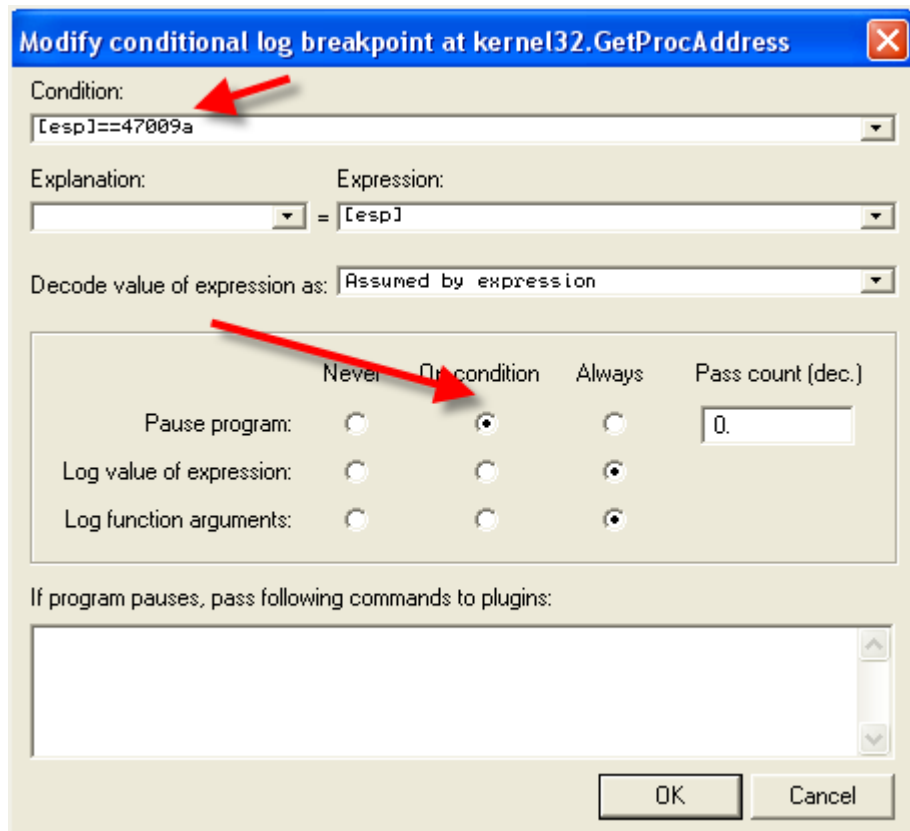 Modify conditional log breakpoint at kernel32.GetProcAddress
Condition:
[esp]==47009a
Explanation: Expression:
= [esp]
Decode value of expression as: Assumed by expression
Never On condition Always Pass count (dec.)
Pause program: 0.
Log value of expression:
Log function arguments:
If program pauses, pass following commands to plugins:
OK Cancel